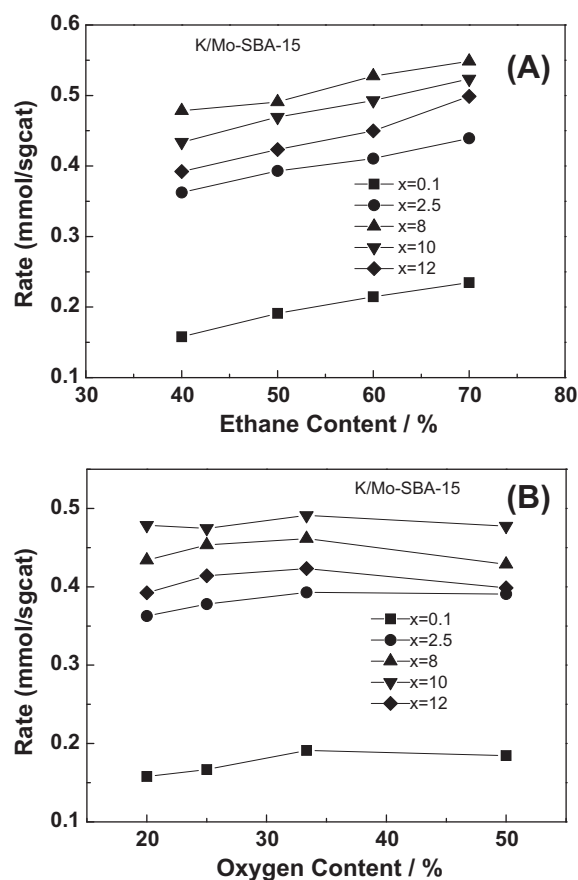 K/Mo-SBA-15
(A)
0.6
0.5
0.4
0.3
0.2
0.1
Rate (mmol/sgcat)
x=0.1
x=2.5
x=8
x=10
x=12
30 40 50 60 70 80
Ethane Content / %
K/Mo-SBA-15
(B)
0.5
0.4
0.3
0.2
0.1
Rate (mmol/sgcat)
x=0.1
x=2.5
x=8
x=10
x=12
20 30 40 50
Oxygen Content / %